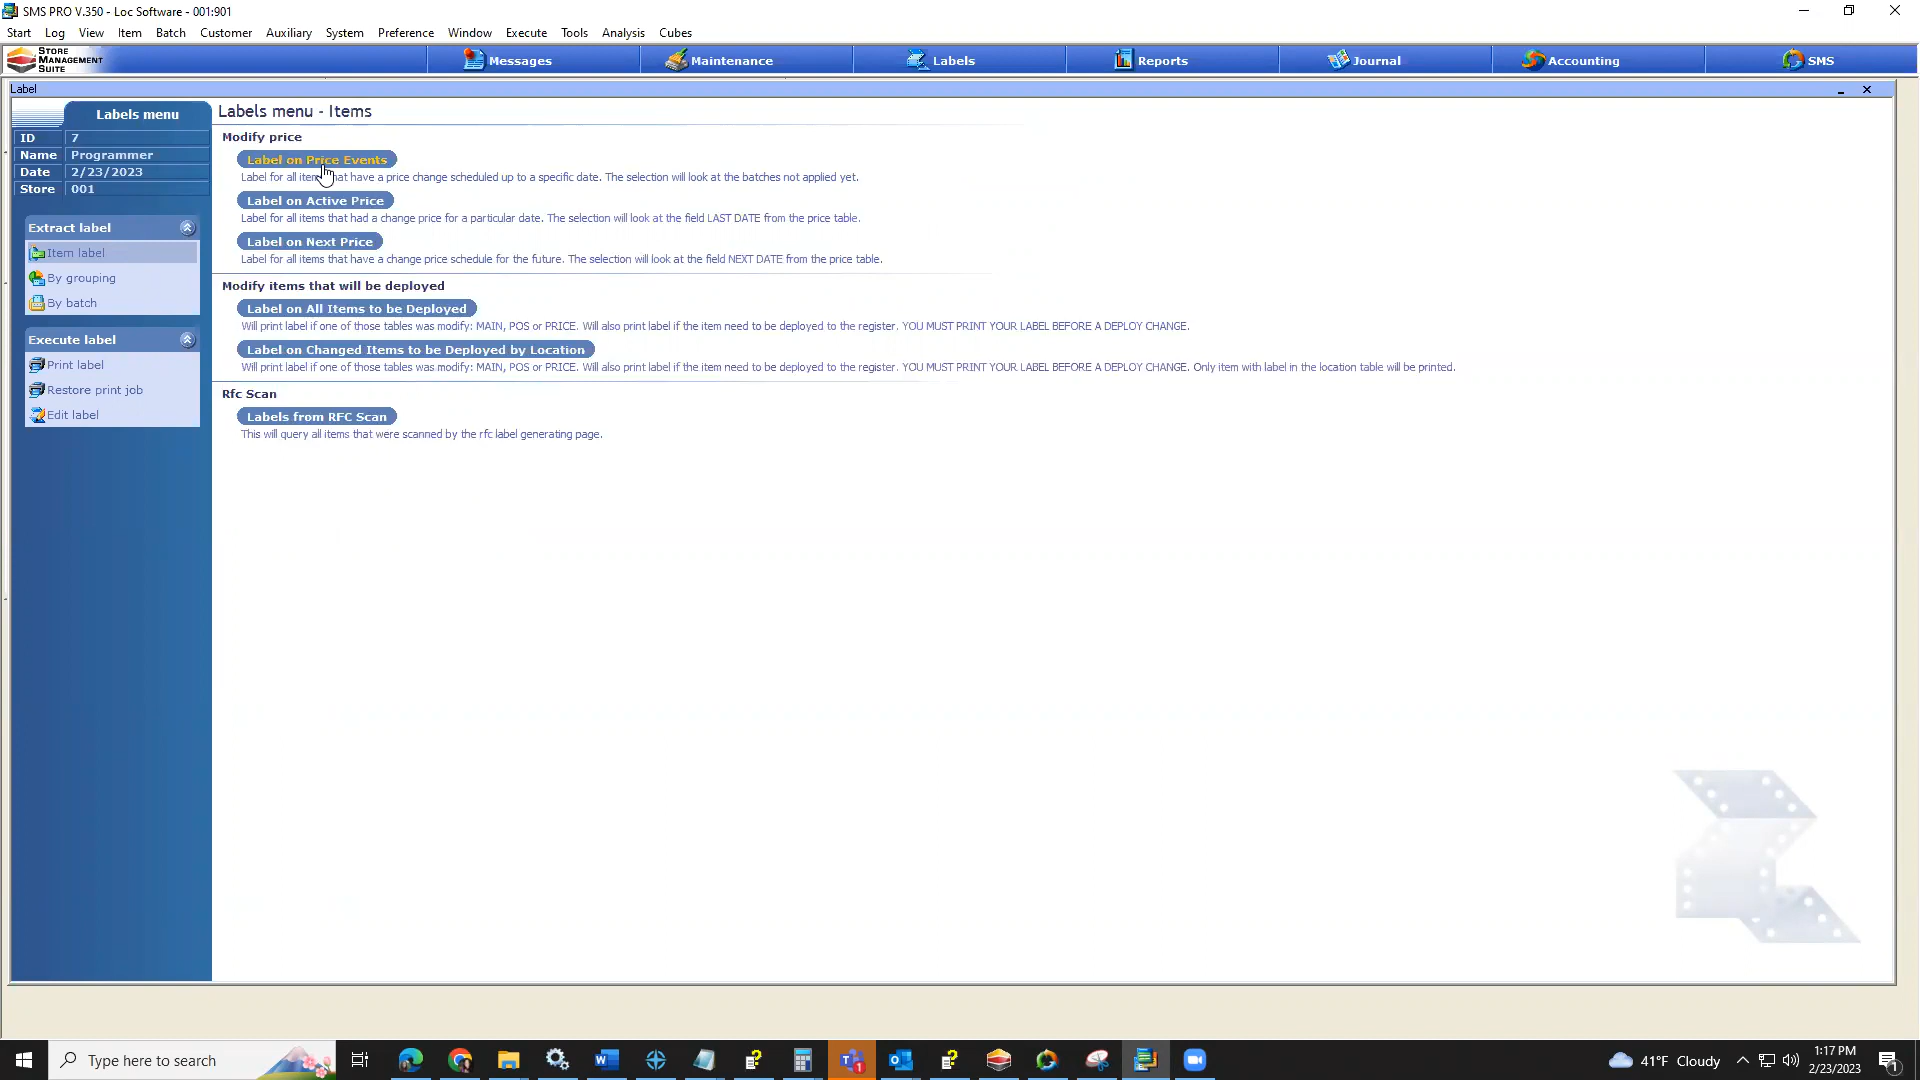 SMS PRO V.350 - Loc Software - 001:901
Start Log View Item Batch Customer Auxiliary System Preference Window Execute Tools Analysis Cubes
STORE
MANAGEMENT
SUITE
Messages Maintenance Labels Reports Journal Accounting SMS
Label
Labels menu
ID 7
Name Programmer
Date 2/23/2023
Store 001
Extract label
Item label
By grouping
By batch
Execute label
Print label
Restore print job
Edit label
Labels menu - Items
Modify price
Label on Price Events
Label for all items that have a price change scheduled up to a specific date. The selection will look at the batches not applied yet.
Label on Active Price
Label for all items that had a change price for a particular date. The selection will look at the field LAST DATE from the price table.
Label on Next Price
Label for all items that have a change price schedule for the future. The selection will look at the field NEXT DATE from the price table.
Modify items that will be deployed
Label on All Items to be Deployed
Will print label if one of those tables was modify: MAIN, POS or PRICE. Will also print label if the item need to be deployed to the register. YOU MUST PRINT YOUR LABEL BEFORE A DEPLOY CHANGE.
Label on Changed Items to be Deployed by Location
Will print label if one of those tables was modify: MAIN, POS or PRICE. Will also print label if the item need to be deployed to the register. YOU MUST PRINT YOUR LABEL BEFORE A DEPLOY CHANGE. Only item with label in the location table will be printed.
Rfc Scan
Labels from RFC Scan
This will query all items that were scanned by the rfc label generating page.
Type here to search
41°F Cloudy
1:17 PM
2/23/2023